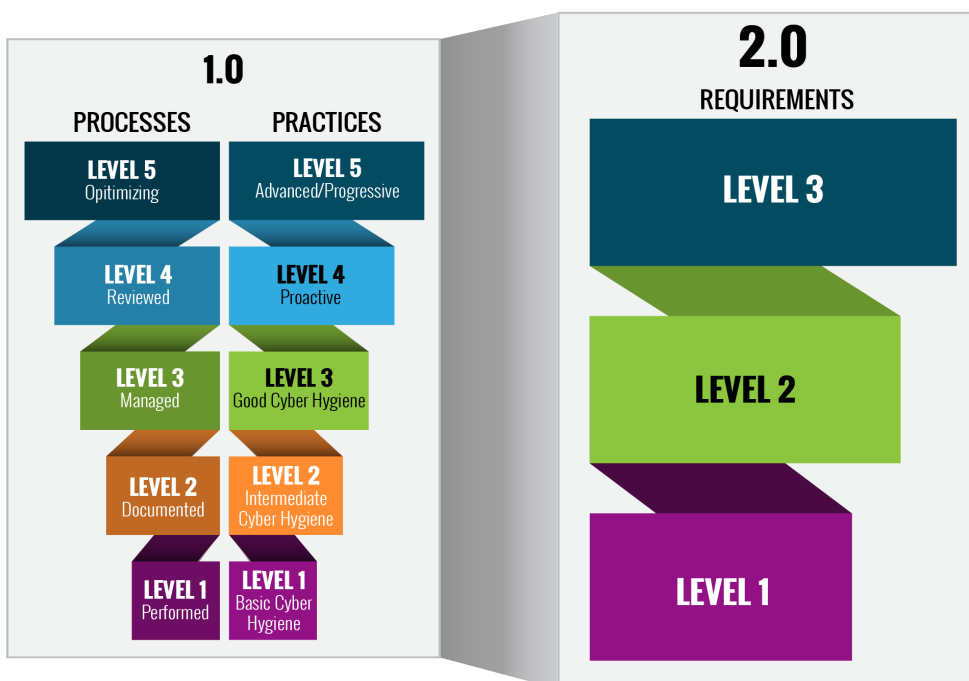 1.0
PROCESSES
PRACTICES
LEVEL 5
Opitimizing
LEVEL 5
Advanced/Progressive
LEVEL 4
Reviewed
LEVEL 4
Proactive
LEVEL 3
Managed
LEVEL 3
Good Cyber Hygiene
LEVEL 2
Documented
LEVEL 2
Intermediate
Cyber Hygiene
LEVEL 1
Performed
LEVEL 1
Basic Cyber
Hygiene
2.0
REQUIREMENTS
LEVEL 3
LEVEL 2
LEVEL 1